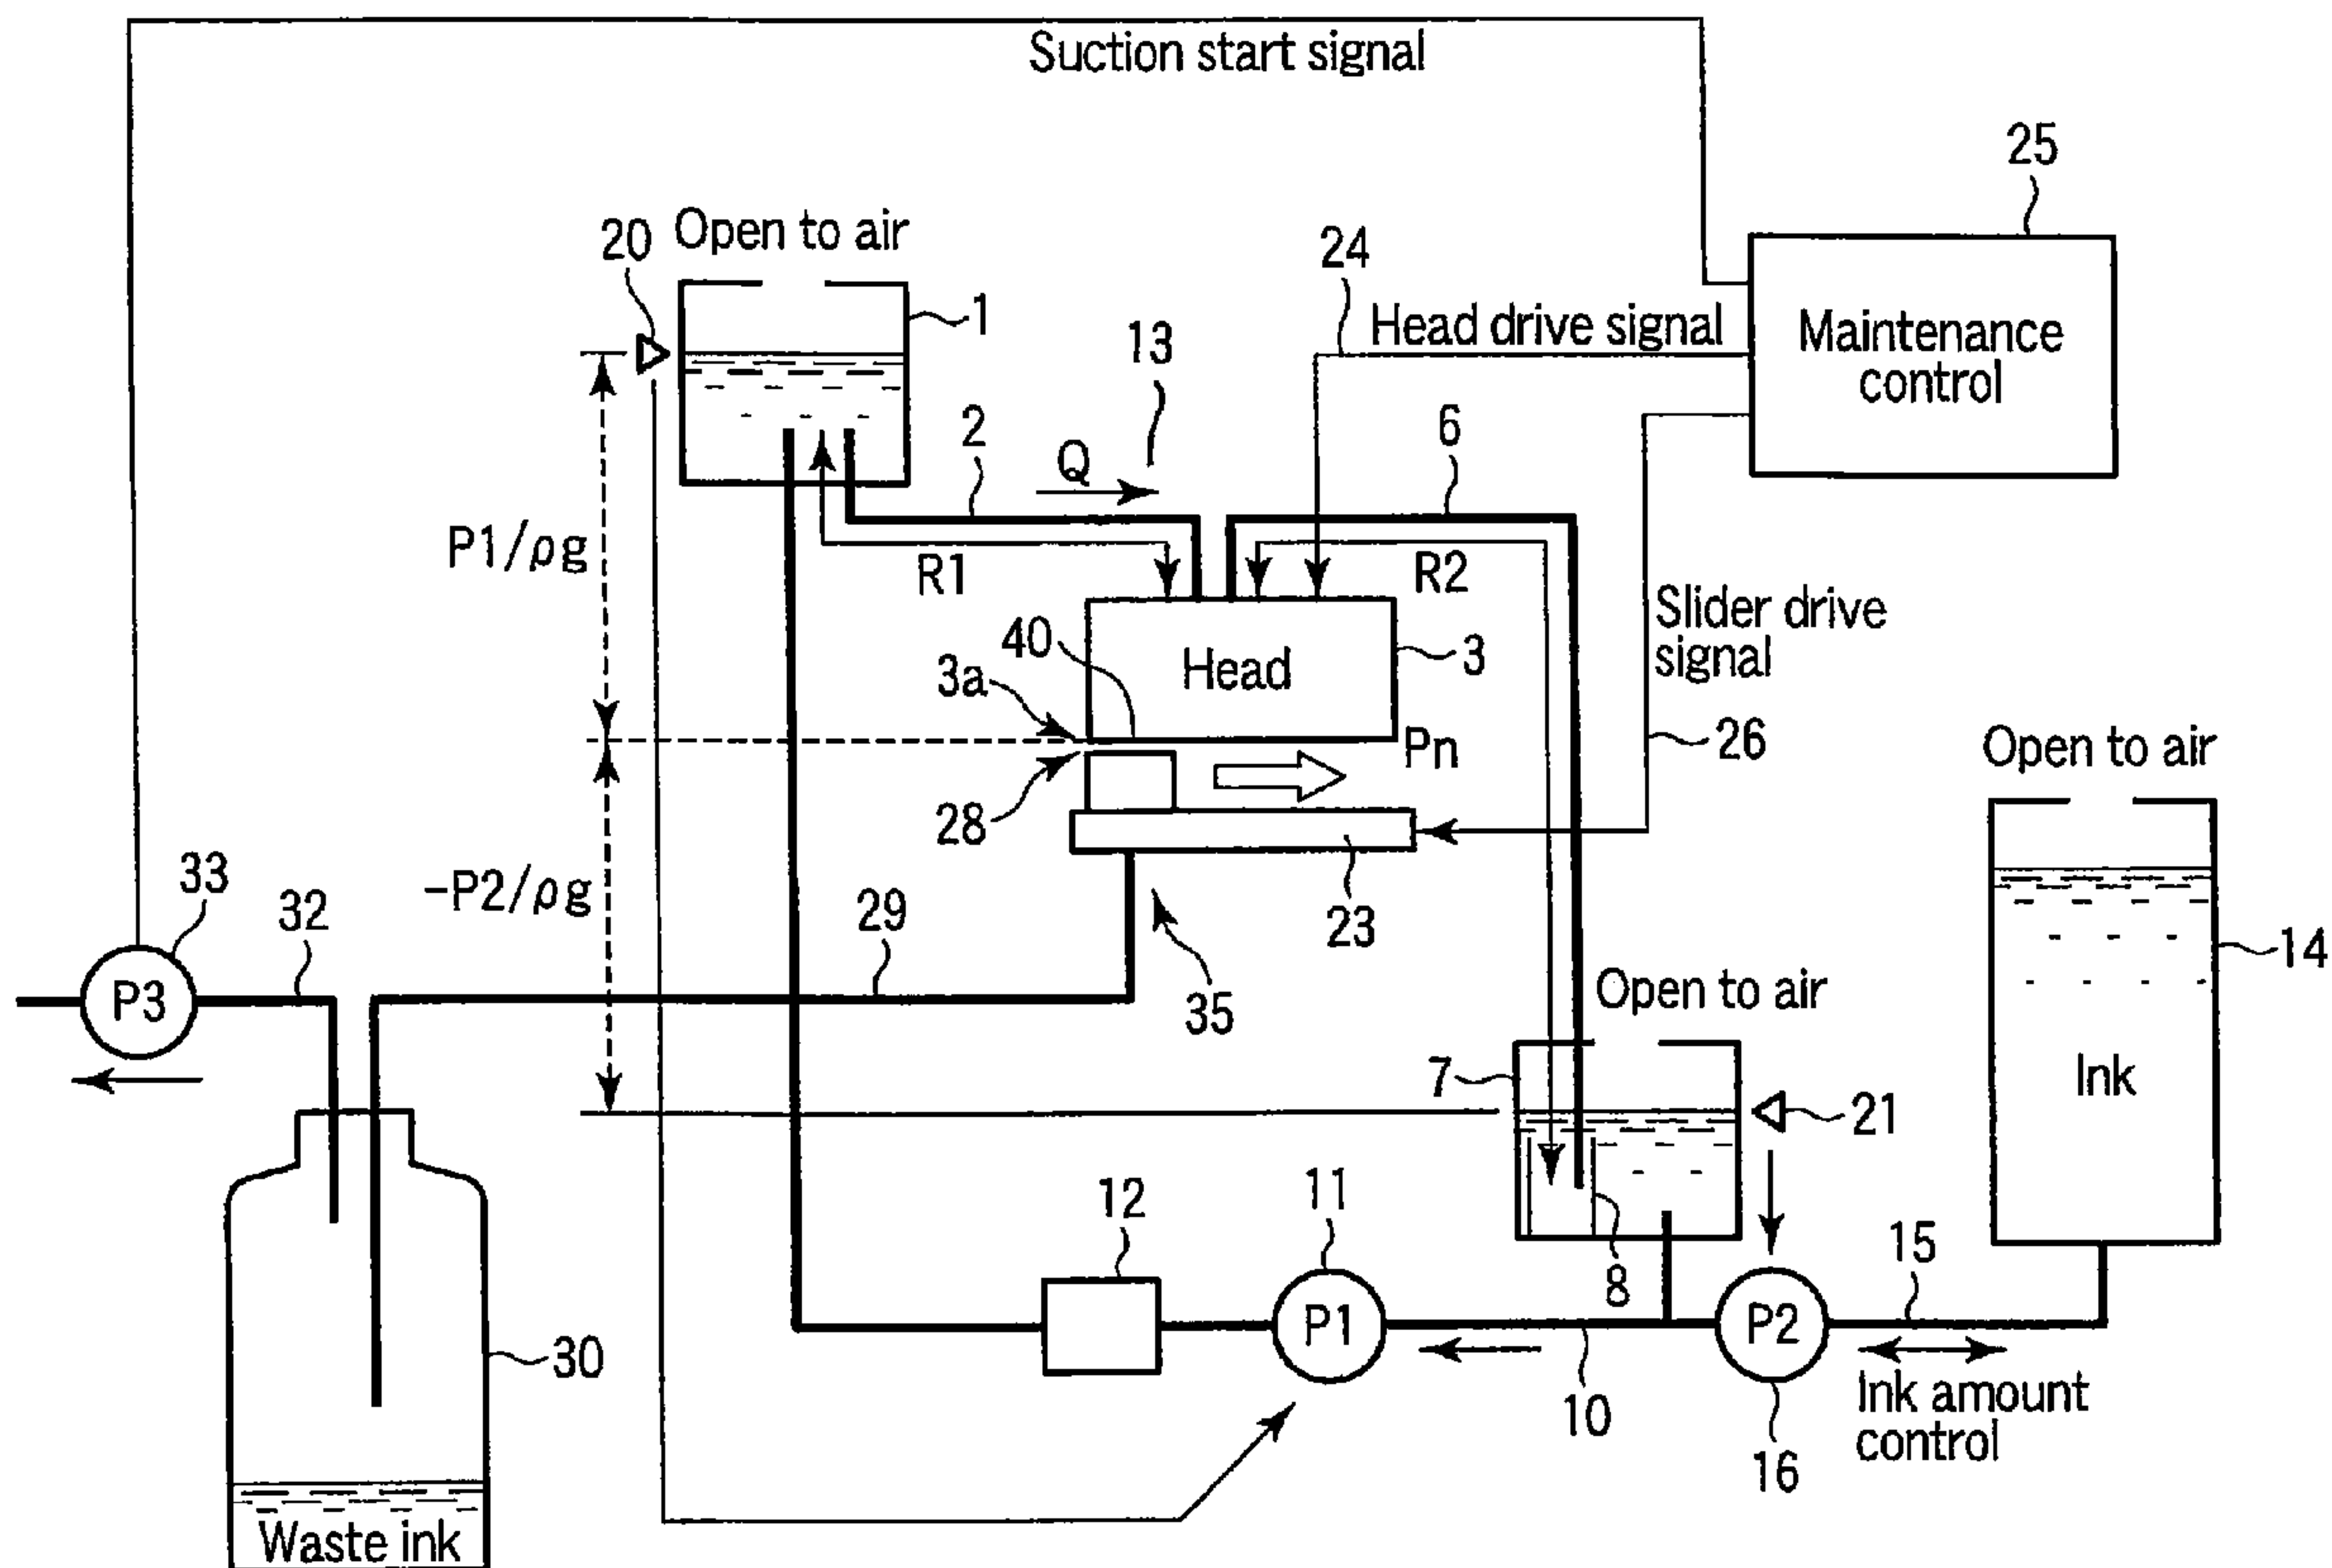 Suction start signal
25
20
Open to air
24
1
Head drive signal
Maintenance
control
13
2
6
Q
P1/ρg
R1
R2
Slider drive
signal
40
Head
3
3a
Pn
26
Open to air
28
-P2/ρg
33
32
29
23
14
P3
35
Open to air
7
Ink
21
12
11
8
15
P1
P2
30
10
Ink amount
control
16
Waste ink